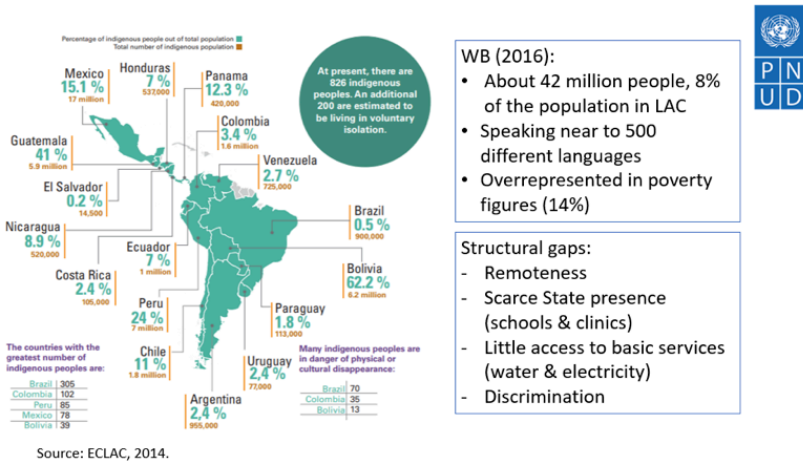 Percentage of indigenous people out of total population
Total number of indigenous population
Mexico
15.1 %
17 million
Honduras
7 %
537,000
Panama
12.3 %
420,000
At present, there are
826 indigenous
peoples. An additional
200 are estimated to
be living in voluntary
isolation.
Colombia
3.4 %
1.6 million
Guatemala
41 %
5.9 million
Venezuela
2.7 %
725,000
El Salvador
0.2 %
14,500
Nicaragua
8.9 %
520,000
Brazil
0.5 %
900,000
Ecuador
7 %
1 million
Costa Rica
2.4 %
105,000
Bolivia
62.2 %
6.2 million
Peru
24 %
7 million
Paraguay
1.8 %
113,000
Chile
11 %
1.8 million
Uruguay
2,4 %
77,000
Argentina
2,4 %
955,000
The countries with the
greatest number of
indigenous peoples are:
Brazil 305
Colombia 102
Peru 85
Mexico 78
Bolivia 39
Many indigenous peoples are
in danger of physical or
cultural disappearance:
Brazil 70
Colombia 35
Bolivia 13
Source: ECLAC, 2014.
WB (2016):
• About 42 million people, 8%
of the population in LAC
• Speaking near to 500
different languages
• Overrepresented in poverty
figures (14%)
Structural gaps:
- Remoteness
- Scarce State presence
(schools & clinics)
- Little access to basic services
(water & electricity)
- Discrimination
P N
U D